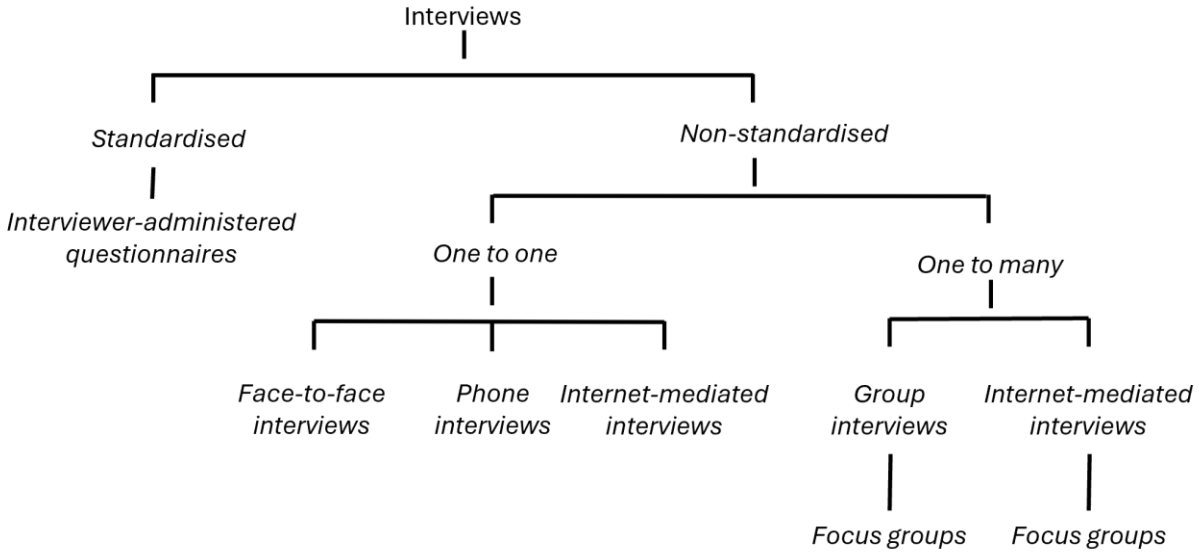 Interviews
Standardised
Non-standardised
Interviewer-administered
questionnaires
One to one
One to many
Face-to-face
interviews
Phone
interviews
Internet-mediated
interviews
Group
interviews
Internet-mediated
interviews
Focus groups
Focus groups